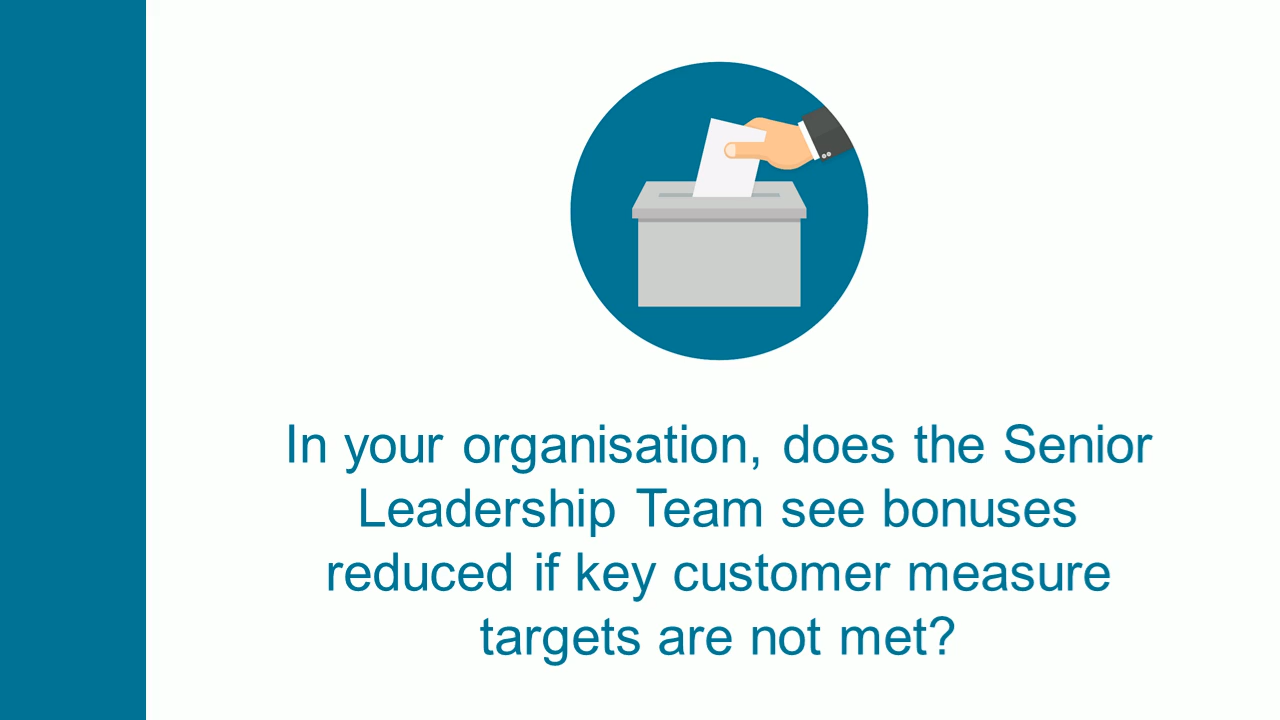 In your organisation, does the Senior
Leadership Team see bonuses
reduced if key customer measure
targets are not met?